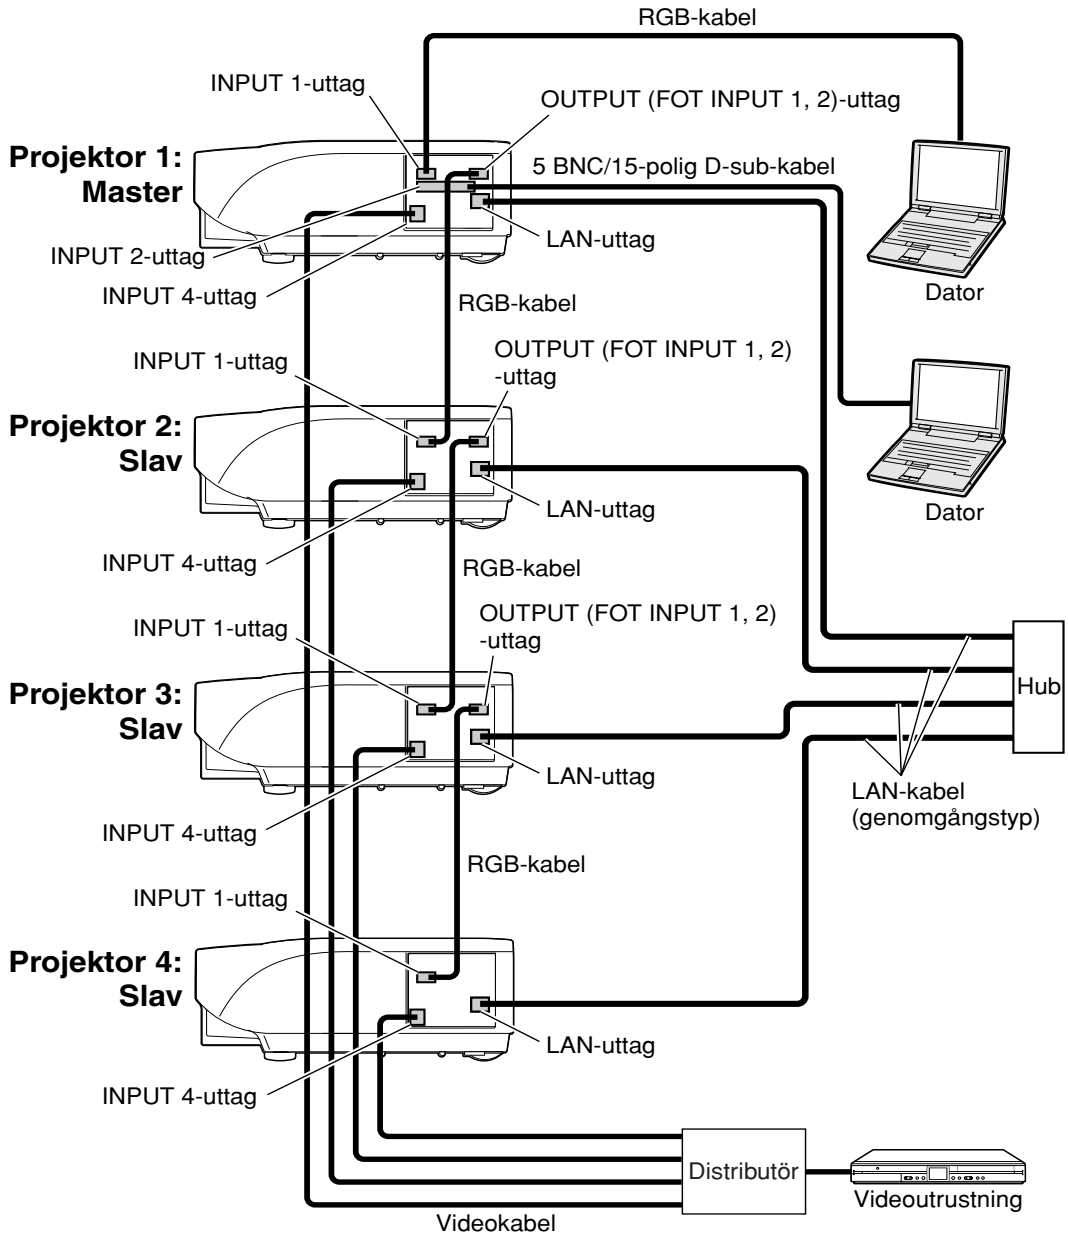 RGB-kabel
INPUT 1-uttag
OUTPUT (FOT INPUT 1, 2)-uttag
Projektor 1:
Master
5 BNC/15-polig D-sub-kabel
INPUT 2-uttag
LAN-uttag
INPUT 4-uttag
Dator
RGB-kabel
INPUT 1-uttag
OUTPUT (FOT INPUT 1, 2)
-uttag
Projektor 2:
Slav
LAN-uttag
Dator
INPUT 4-uttag
RGB-kabel
INPUT 1-uttag
OUTPUT (FOT INPUT 1, 2)
-uttag
Projektor 3:
Slav
Hub
LAN-uttag
LAN-kabel
(genomgångstyp)
INPUT 4-uttag
RGB-kabel
INPUT 1-uttag
Projektor 4:
Slav
LAN-uttag
INPUT 4-uttag
Distributör
Videoutrustning
Videokabel